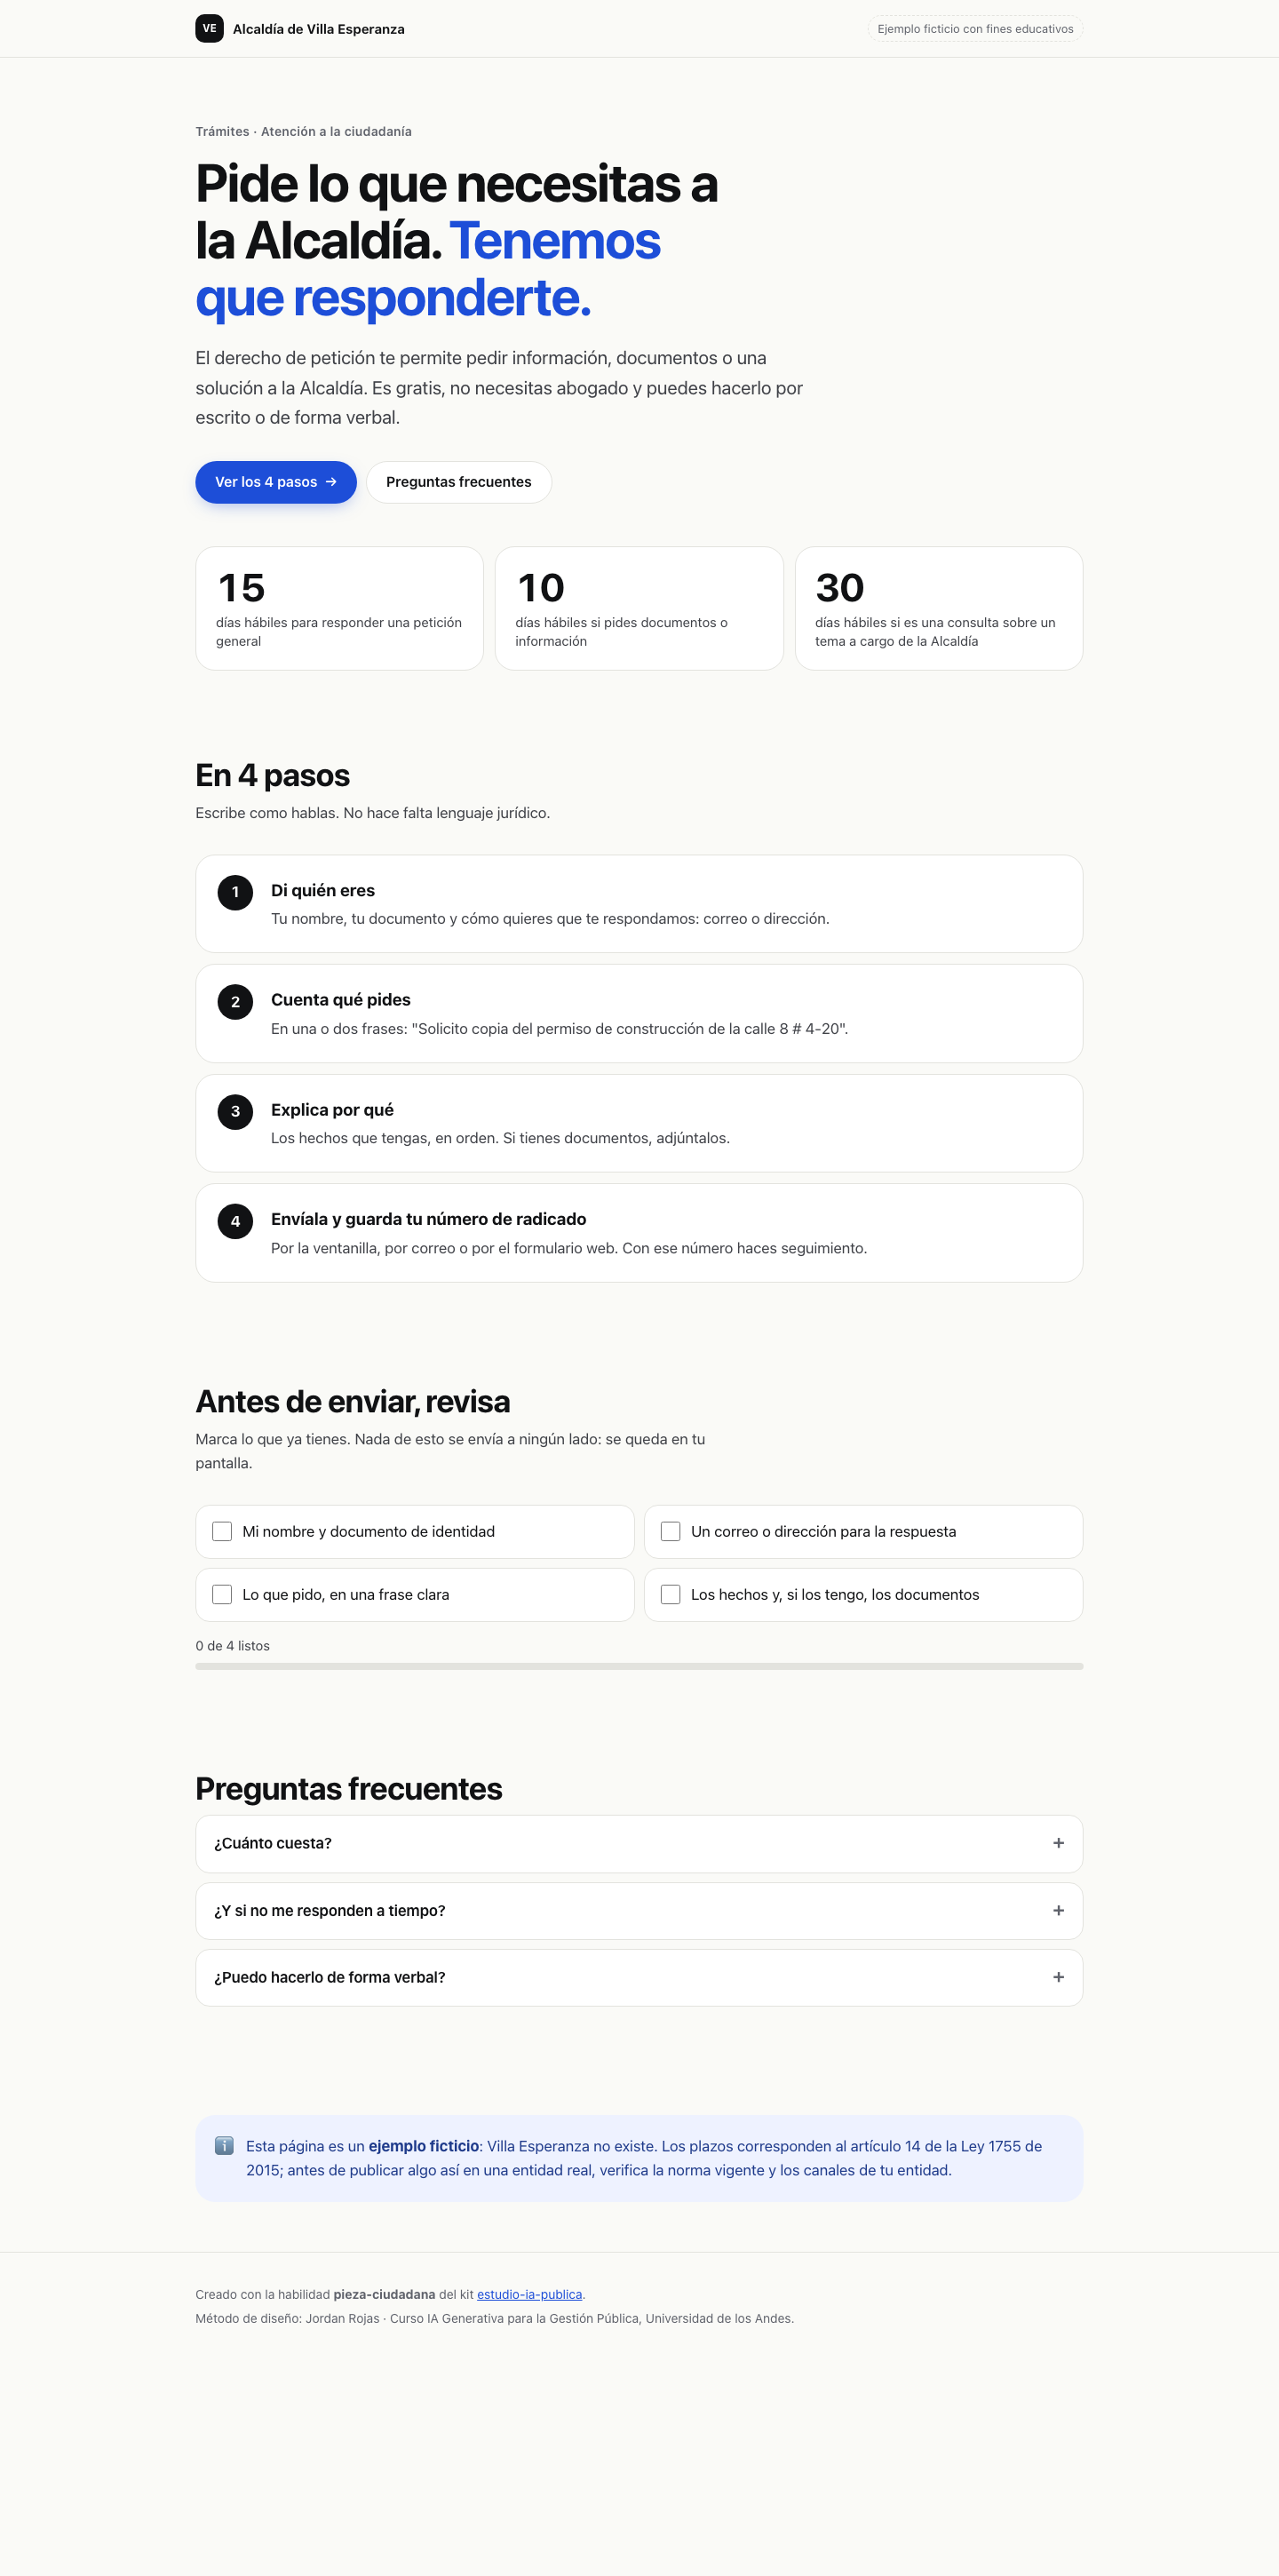 VE
Alcaldía de Villa Esperanza
Ejemplo ficticio con fines educativos
Trámites · Atención a la ciudadanía
Pide lo que necesitas a
la Alcaldía. Tenemos
que responderte.
El derecho de petición te permite pedir información, documentos o una
solución a la Alcaldía. Es gratis, no necesitas abogado y puedes hacerlo por
escrito o de forma verbal.
Ver los 4 pasos →
Preguntas frecuentes
15
días hábiles para responder una petición
general
10
días hábiles si pides documentos o
información
30
días hábiles si es una consulta sobre un
tema a cargo de la Alcaldía
En 4 pasos
Escribe como hablas. No hace falta lenguaje jurídico.
1
Di quién eres
Tu nombre, tu documento y cómo quieres que te respondamos: correo o dirección.
2
Cuenta qué pides
En una o dos frases: "Solicito copia del permiso de construcción de la calle 8 # 4-20".
3
Explica por qué
Los hechos que tengas, en orden. Si tienes documentos, adjúntalos.
4
Envíala y guarda tu número de radicado
Por la ventanilla, por correo o por el formulario web. Con ese número haces seguimiento.
Antes de enviar, revisa
Marca lo que ya tienes. Nada de esto se envía a ningún lado: se queda en tu
pantalla.
Mi nombre y documento de identidad
Un correo o dirección para la respuesta
Lo que pido, en una frase clara
Los hechos y, si los tengo, los documentos
0 de 4 listos
Preguntas frecuentes
¿Cuánto cuesta? +
¿Y si no me responden a tiempo? +
¿Puedo hacerlo de forma verbal? +
ℹ️ Esta página es un ejemplo ficticio: Villa Esperanza no existe. Los plazos corresponden al artículo 14 de la Ley 1755 de
2015; antes de publicar algo así en una entidad real, verifica la norma vigente y los canales de tu entidad.
Creado con la habilidad pieza-ciudadana del kit estudio-ia-publica.
Método de diseño: Jordan Rojas · Curso IA Generativa para la Gestión Pública, Universidad de los Andes.